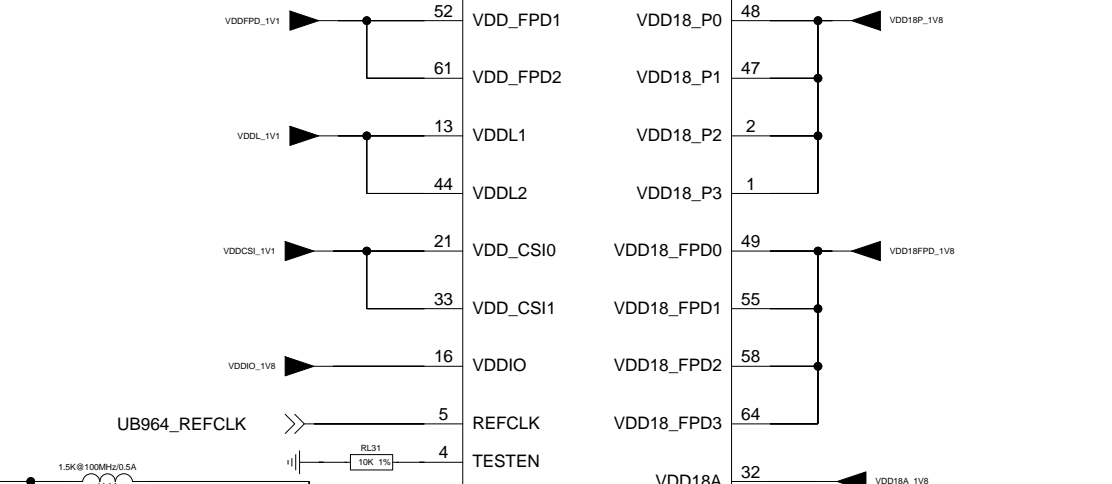 VDDFPD_1V1 52 VDD_FPD1 VDD18_P0 48 VDD18P_1V8
61 VDD_FPD2 VDD18_P1 47
VDDL_1V1 13 VDDL1 VDD18_P2 2
44 VDDL2 VDD18_P3 1
VDDCSI_1V1 21 VDD_CSI0 VDD18_FPD0 49 VDD18FPD_1V8
33 VDD_CSI1 VDD18_FPD1 55
VDDIO_1V8 16 VDDIO VDD18_FPD2 58
UB964_REFCLK 5 REFCLK VDD18_FPD3 64
RL31
10K 1% 4 TESTEN
1.5K@100MHz/0.5A VDD18A 32 VDD18A_1V8